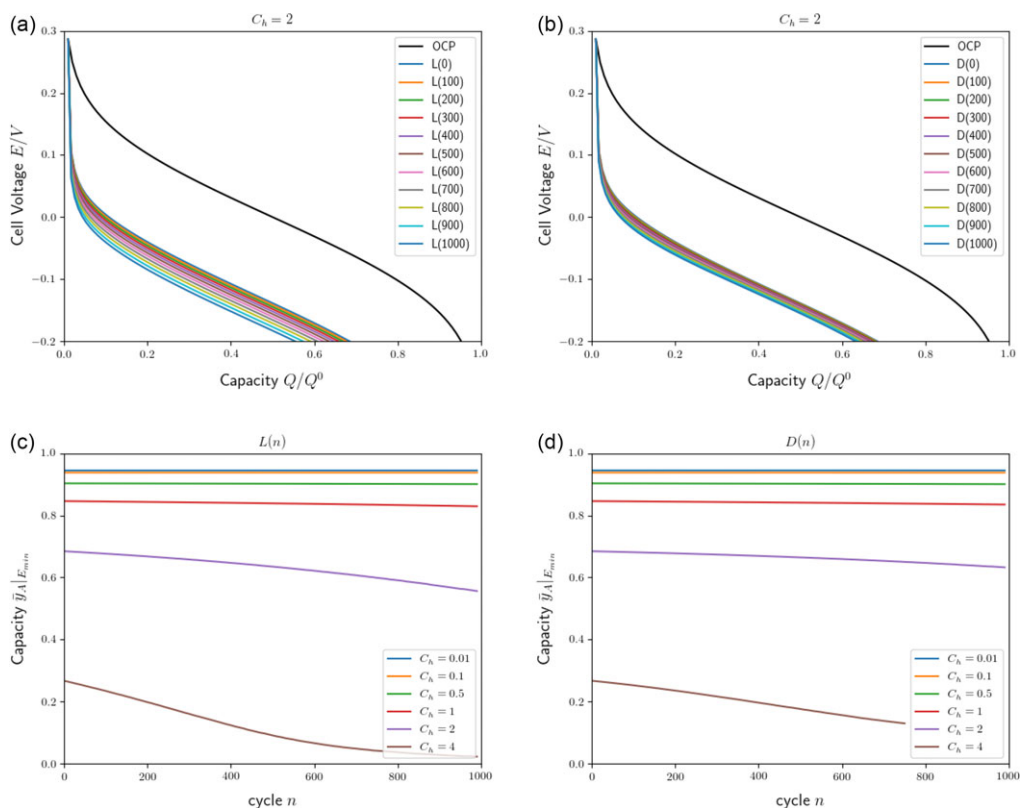 (a)
C_h = 2
0.3
0.2
0.1
0.0
−0.1
−0.2
Cell Voltage E/V
OCP
L(0)
L(100)
L(200)
L(300)
L(400)
L(500)
L(600)
L(700)
L(800)
L(900)
L(1000)
0.0 0.2 0.4 0.6 0.8 1.0
Capacity Q/Q⁰
(b)
C_h = 2
0.3
0.2
0.1
0.0
−0.1
−0.2
Cell Voltage E/V
OCP
D(0)
D(100)
D(200)
D(300)
D(400)
D(500)
D(600)
D(700)
D(800)
D(900)
D(1000)
0.0 0.2 0.4 0.6 0.8 1.0
Capacity Q/Q⁰
(c)
L(n)
1.0
0.8
0.6
0.4
0.2
0.0
Capacity ȳ_A|_{E_min}
C_h = 0.01
C_h = 0.1
C_h = 0.5
C_h = 1
C_h = 2
C_h = 4
0 200 400 600 800 1000
cycle n
(d)
D(n)
1.0
0.8
0.6
0.4
0.2
0.0
Capacity ȳ_A|_{E_min}
C_h = 0.01
C_h = 0.1
C_h = 0.5
C_h = 1
C_h = 2
C_h = 4
0 200 400 600 800 1000
cycle n